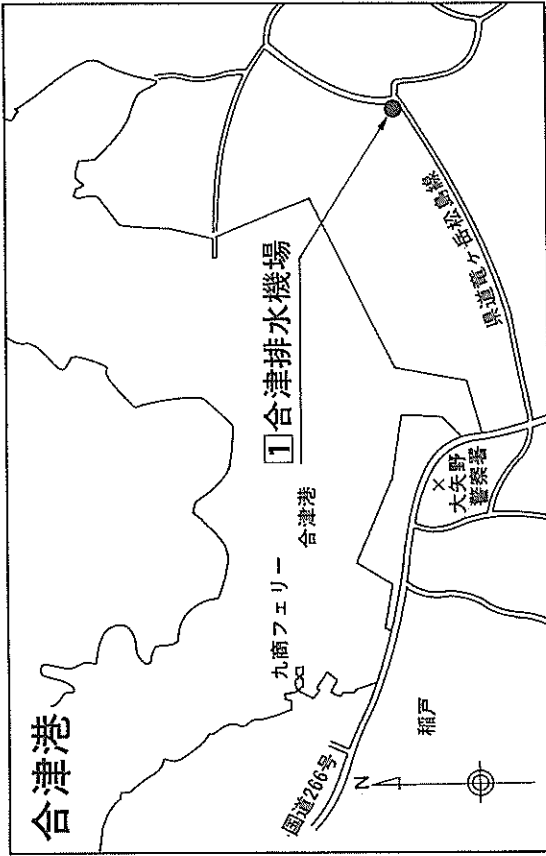 合津港
1 合津排水機場
合津港
九商フェリー
国道266号
稲戸
大矢野
警察署
県道竜ヶ岳松島線
N